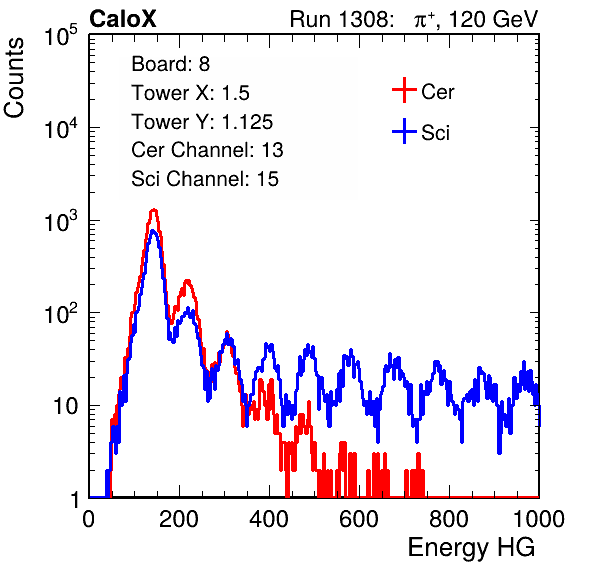 CaloX Run 1308: π⁺, 120 GeV
Counts
10⁵
10⁴
10³
10²
10
1
Board: 8
Tower X: 1.5
Tower Y: 1.125
Cer Channel: 13
Sci Channel: 15
Cer
Sci
0 200 400 600 800 1000
Energy HG